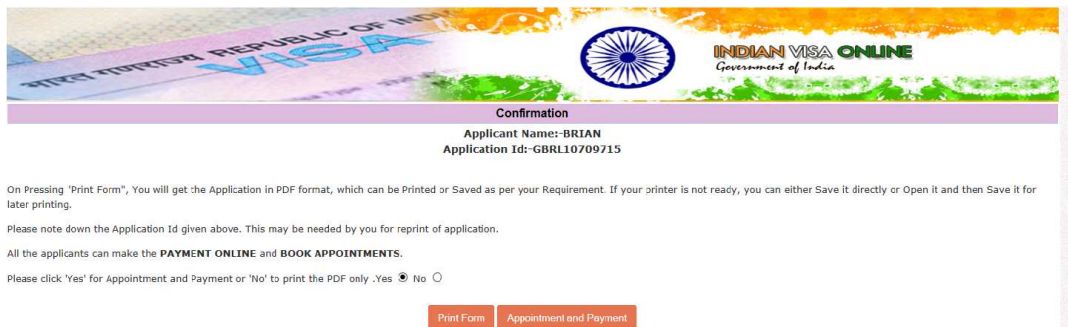 भारत गणराज्य REPUBLIC OF INDIA
VISA
INDIAN VISA ONLINE
Government of India
Confirmation
Applicant Name:-BRIAN
Application Id:-GBRL10709715
On Pressing 'Print Form", You will get the Application in PDF format, which can be Printed or Saved as per your Requirement. If your printer is not ready, you can either Save it directly or Open it and then Save it for
later printing.
Please note down the Application Id given above. This may be needed by you for reprint of application.
All the applicants can make the PAYMENT ONLINE and BOOK APPOINTMENTS.
Please click 'Yes' for Appointment and Payment or 'No' to print the PDF only .Yes No
Print Form Appointment and Payment